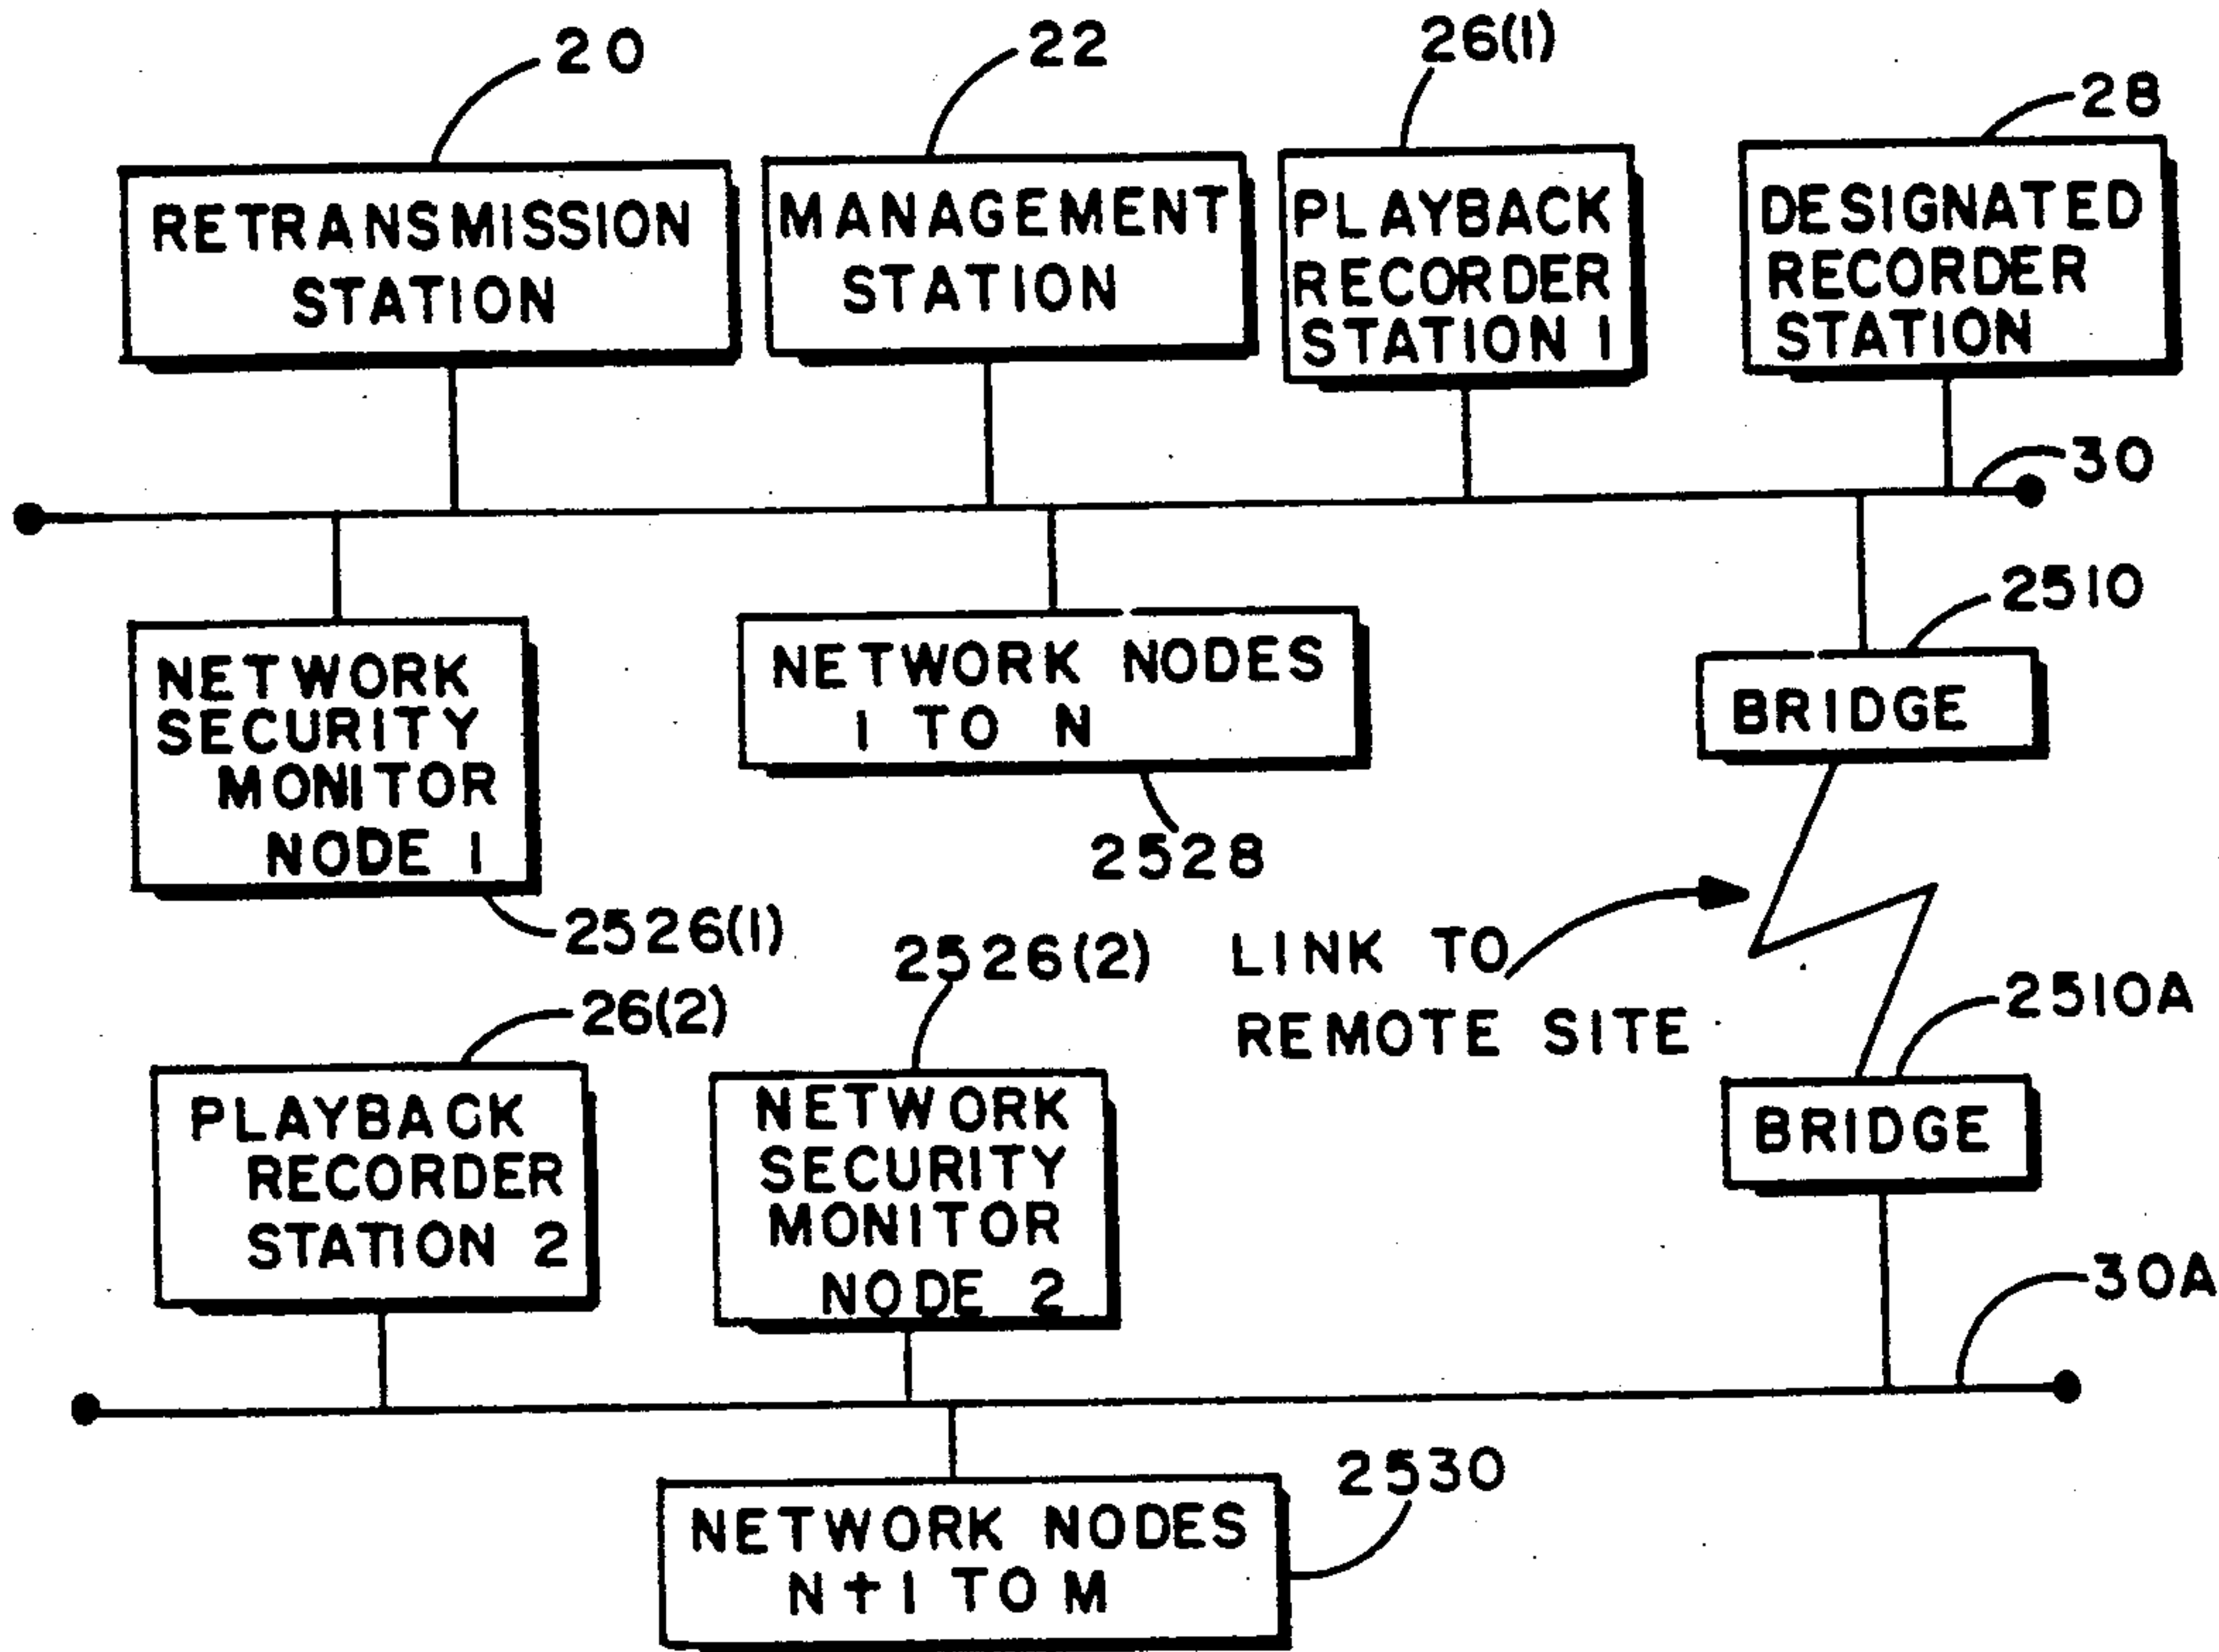 20
22
26(1)
28
RETRANSMISSION
STATION
MANAGEMENT
STATION
PLAYBACK
RECORDER
STATION 1
DESIGNATED
RECORDER
STATION
30
NETWORK
SECURITY
MONITOR
NODE 1
2526(1)
NETWORK NODES
1 TO N
2528
2510
BRIDGE
LINK TO
REMOTE SITE
2510A
BRIDGE
26(2)
PLAYBACK
RECORDER
STATION 2
2526(2)
NETWORK
SECURITY
MONITOR
NODE 2
30A
2530
NETWORK NODES
N+1 TO M